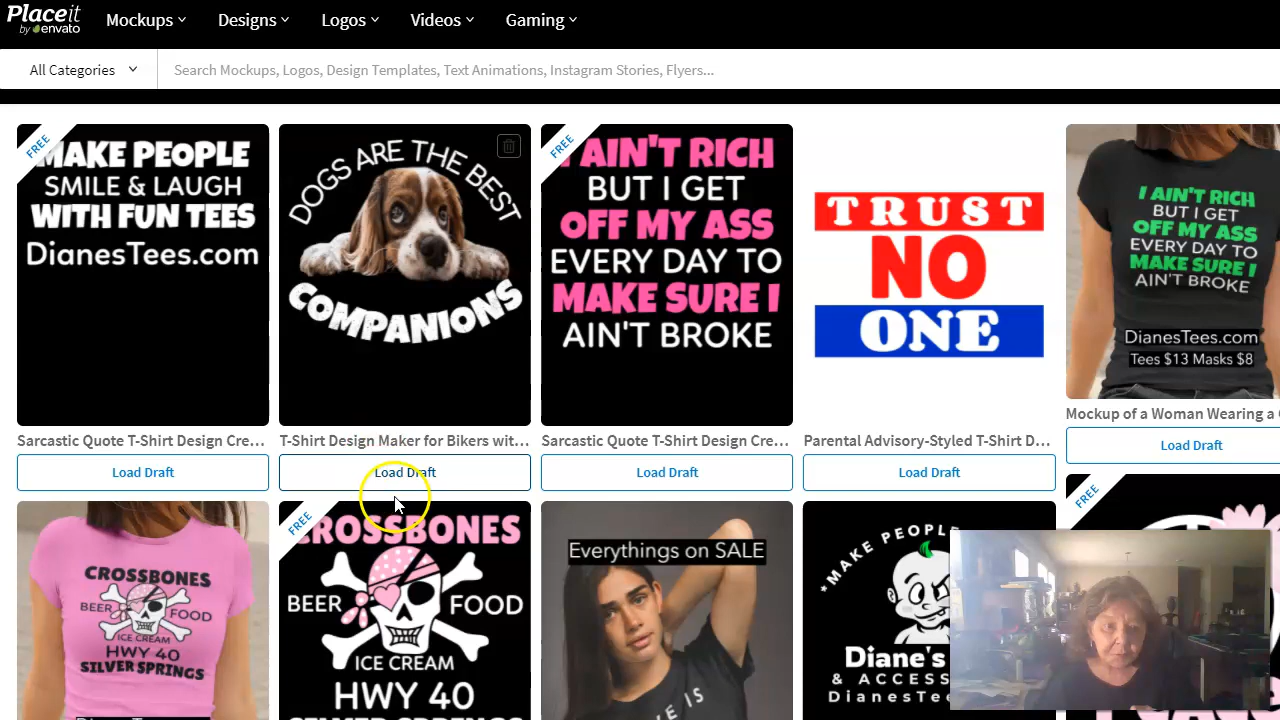 Placeit
by envato
Mockups
Designs
Logos
Videos
Gaming
All Categories
Search Mockups, Logos, Design Templates, Text Animations, Instagram Stories, Flyers...
FREE
MAKE PEOPLE
SMILE & LAUGH
WITH FUN TEES
DianesTees.com
Sarcastic Quote T-Shirt Design Cre...
Load Draft
DOGS ARE THE BEST
COMPANIONS
T-Shirt Design Maker for Bikers wit...
Load Draft
FREE
I AIN'T RICH
BUT I GET
OFF MY ASS
EVERY DAY TO
MAKE SURE I
AIN'T BROKE
Sarcastic Quote T-Shirt Design Cre...
Load Draft
TRUST
NO
ONE
Parental Advisory-Styled T-Shirt D...
Load Draft
I AIN'T RICH
BUT I GET
OFF MY ASS
EVERY DAY TO
MAKE SURE I
AIN'T BROKE
DianesTees.com
Tees $13 Masks $8
Mockup of a Woman Wearing a
Load Draft
CROSSBONES
BEER FOOD
ICE CREAM
HWY 40
SILVER SPRINGS
FREE
CROSSBONES
BEER FOOD
ICE CREAM
HWY 40
SILVER SPRINGS
Everythings on SALE
*MAKE PEOPLE
Diane's
& ACCESS
DianesTee
FREE